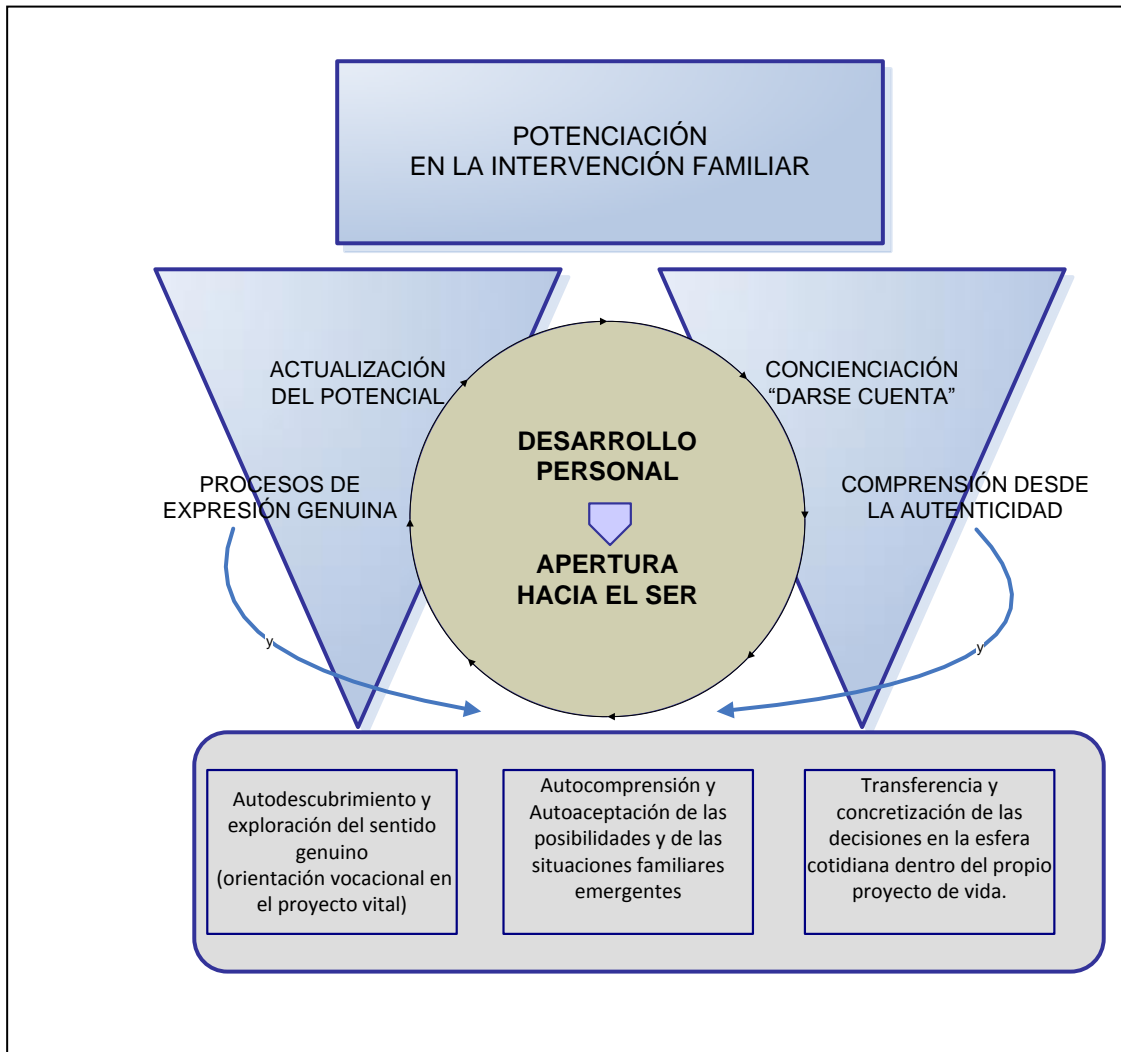 POTENCIACIÓN
EN LA INTERVENCIÓN FAMILIAR
ACTUALIZACIÓN
DEL POTENCIAL
CONCIENCIACIÓN
“DARSE CUENTA”
DESARROLLO
PERSONAL
APERTURA
HACIA EL SER
PROCESOS DE
EXPRESIÓN GENUINA
COMPRENSIÓN DESDE
LA AUTENTICIDAD
y
y
Autodescubrimiento y
exploración del sentido
genuino
(orientación vocacional en
el proyecto vital)
Autocomprensión y
Autoaceptación de las
posibilidades y de las
situaciones familiares
emergentes
Transferencia y
concretización de las
decisiones en la esfera
cotidiana dentro del propio
proyecto de vida.